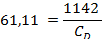 61,11 = 1142 / C_D